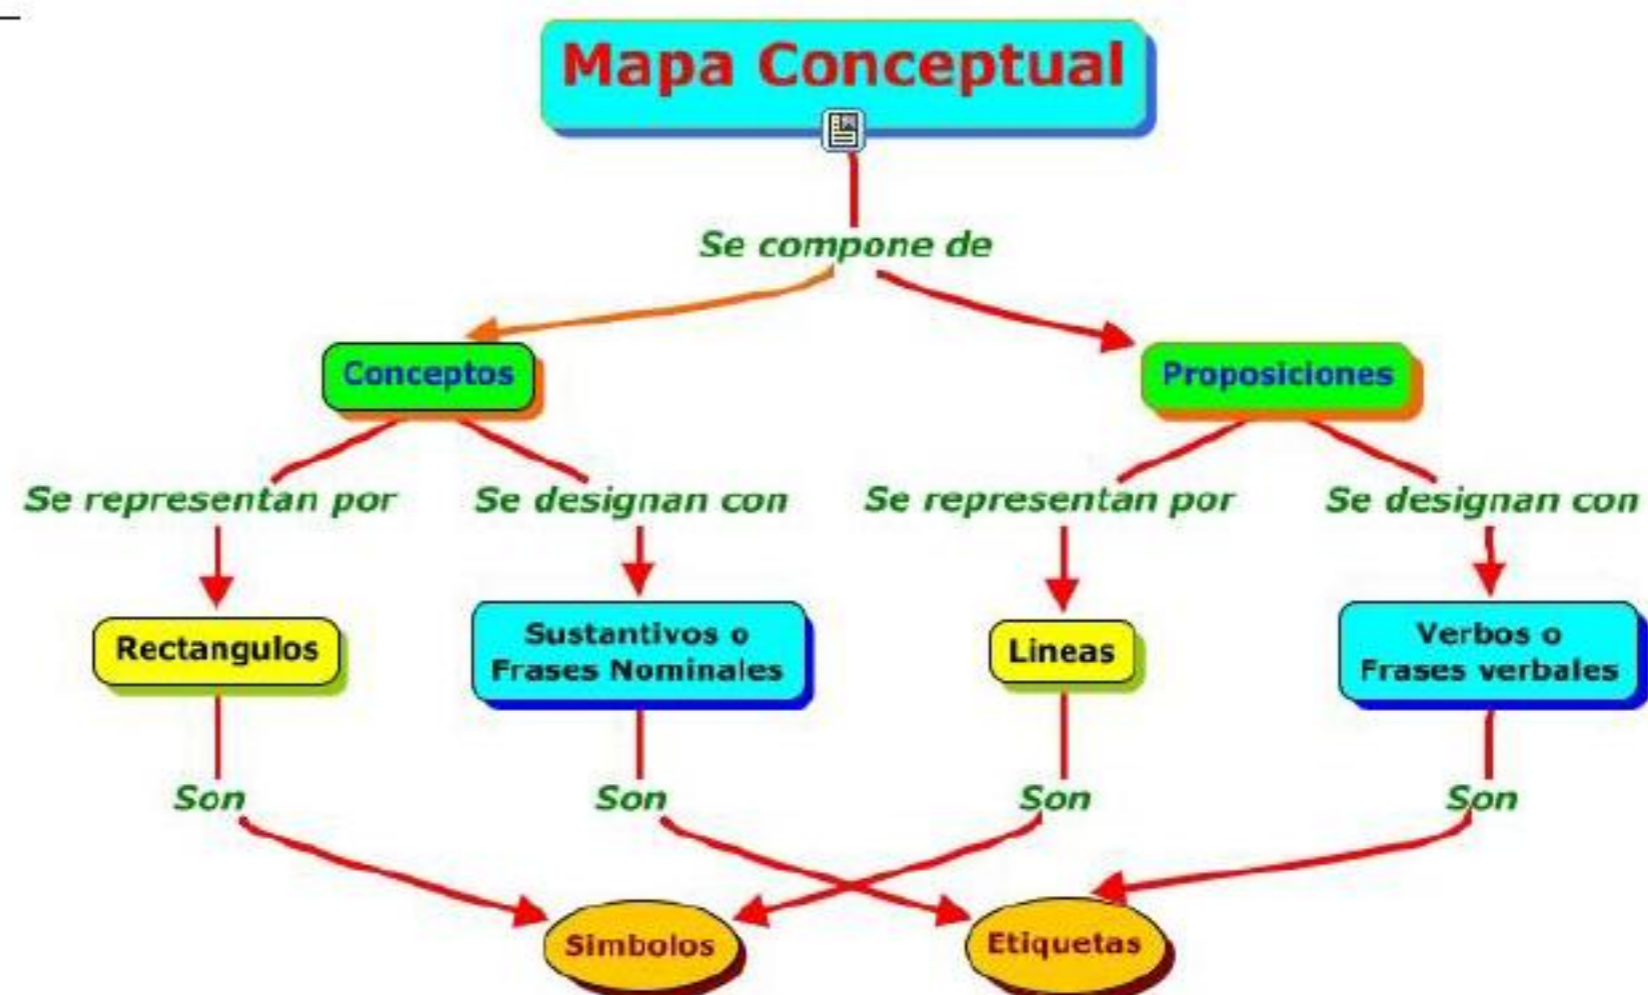 Mapa Conceptual
Se compone de
Conceptos
Proposiciones
Se representan por
Se designan con
Se representan por
Se designan con
Rectangulos
Sustantivos o
Frases Nominales
Lineas
Verbos o
Frases verbales
Son
Son
Son
Son
Simbolos
Etiquetas